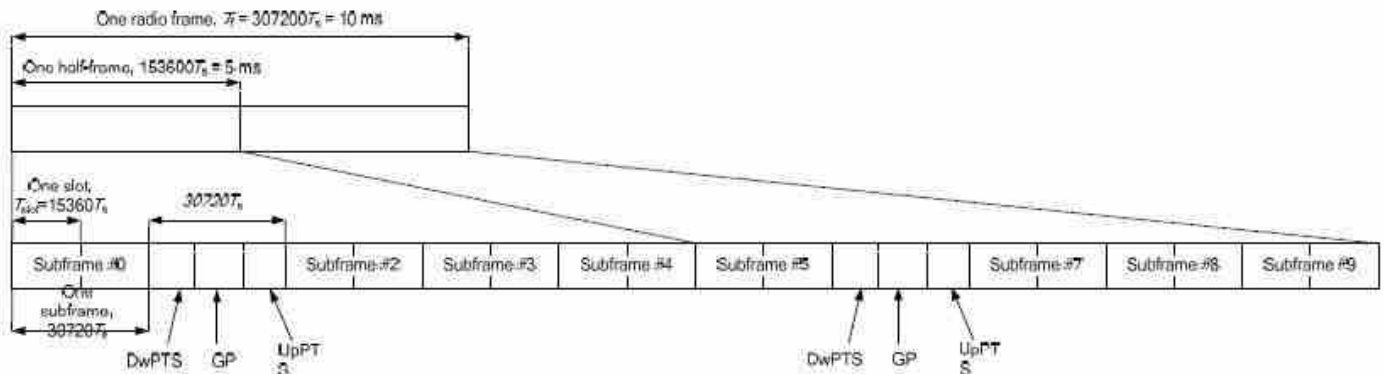 One radio frame, Tf = 307200Ts = 10 ms
One half-frame, 153600Ts = 5 ms
One slot,
Tslot=15360Ts
30720Ts
Subframe #0
Subframe #2
Subframe #3
Subframe #4
Subframe #5
Subframe #7
Subframe #8
Subframe #9
One
subframe,
30720Ts
DwPTS
GP
UpPT
S
DwPTS
GP
UpPT
S